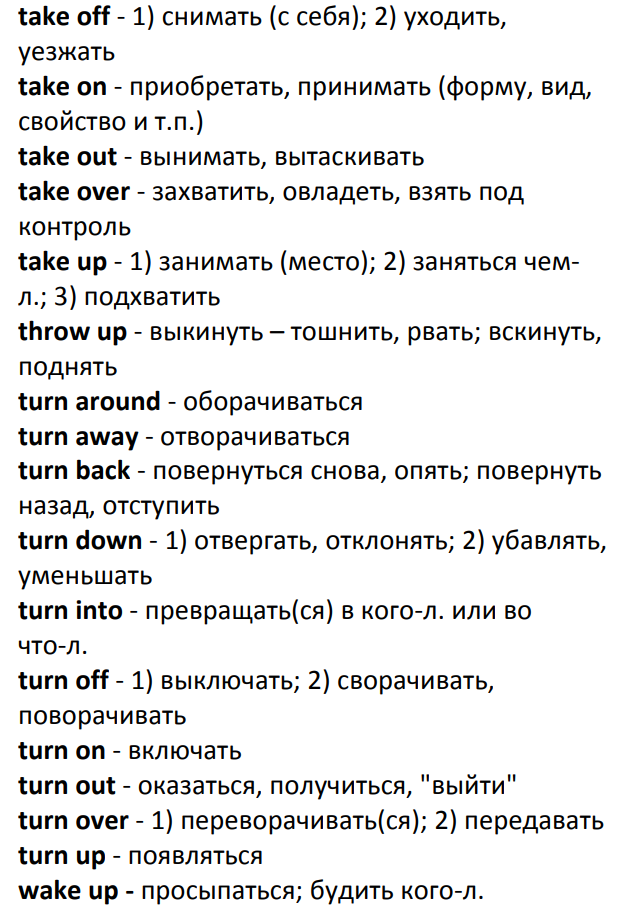 take off - 1) снимать (с себя); 2) уходить,
уезжать
take on - приобретать, принимать (форму, вид,
свойство и т.п.)
take out - вынимать, вытаскивать
take over - захватить, овладеть, взять под
контроль
take up - 1) занимать (место); 2) заняться чем-
л.; 3) подхватить
throw up - выкинуть – тошнить, рвать; вскинуть,
поднять
turn around - оборачиваться
turn away - отворачиваться
turn back - повернуться снова, опять; повернуть
назад, отступить
turn down - 1) отвергать, отклонять; 2) убавлять,
уменьшать
turn into - превращать(ся) в кого-л. или во
что-л.
turn off - 1) выключать; 2) сворачивать,
поворачивать
turn on - включать
turn out - оказаться, получиться, "выйти"
turn over - 1) переворачивать(ся); 2) передавать
turn up - появляться
wake up - просыпаться; будить кого-л.